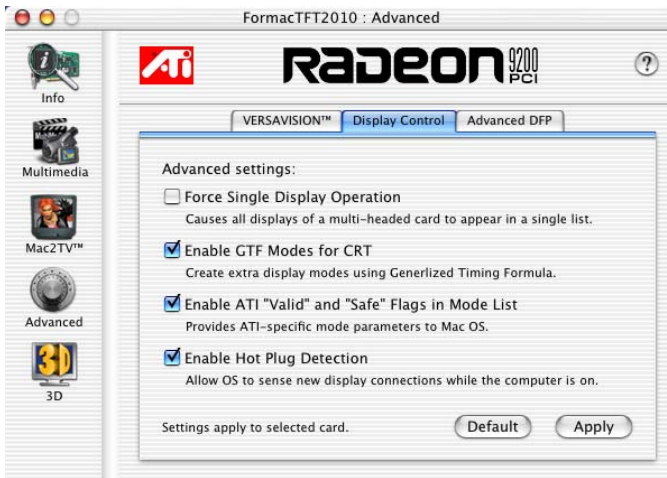 FormacTFT2010 : Advanced
ATI RADEON 9200 PCI
?
Info
Multimedia
Mac2TV™
Advanced
3D
3D
VERSAVISION™ Display Control Advanced DFP
Advanced settings:
Force Single Display Operation
Causes all displays of a multi-headed card to appear in a single list.
Enable GTF Modes for CRT
Create extra display modes using Generlized Timing Formula.
Enable ATI "Valid" and "Safe" Flags in Mode List
Provides ATI-specific mode parameters to Mac OS.
Enable Hot Plug Detection
Allow OS to sense new display connections while the computer is on.
Settings apply to selected card. Default Apply